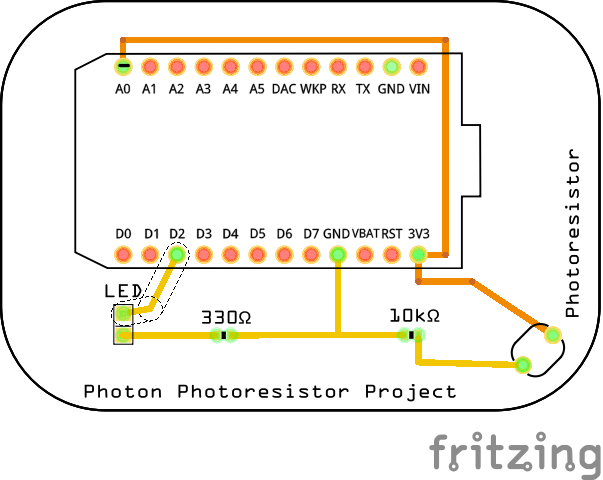 A0 A1 A2 A3 A4 A5 DAC WKP RX TX GND VIN
Photoresistor
D0 D1 D2 D3 D4 D5 D6 D7 GND VBAT RST 3V3
LED
330Ω
10kΩ
Photon Photoresistor Project
fritzing